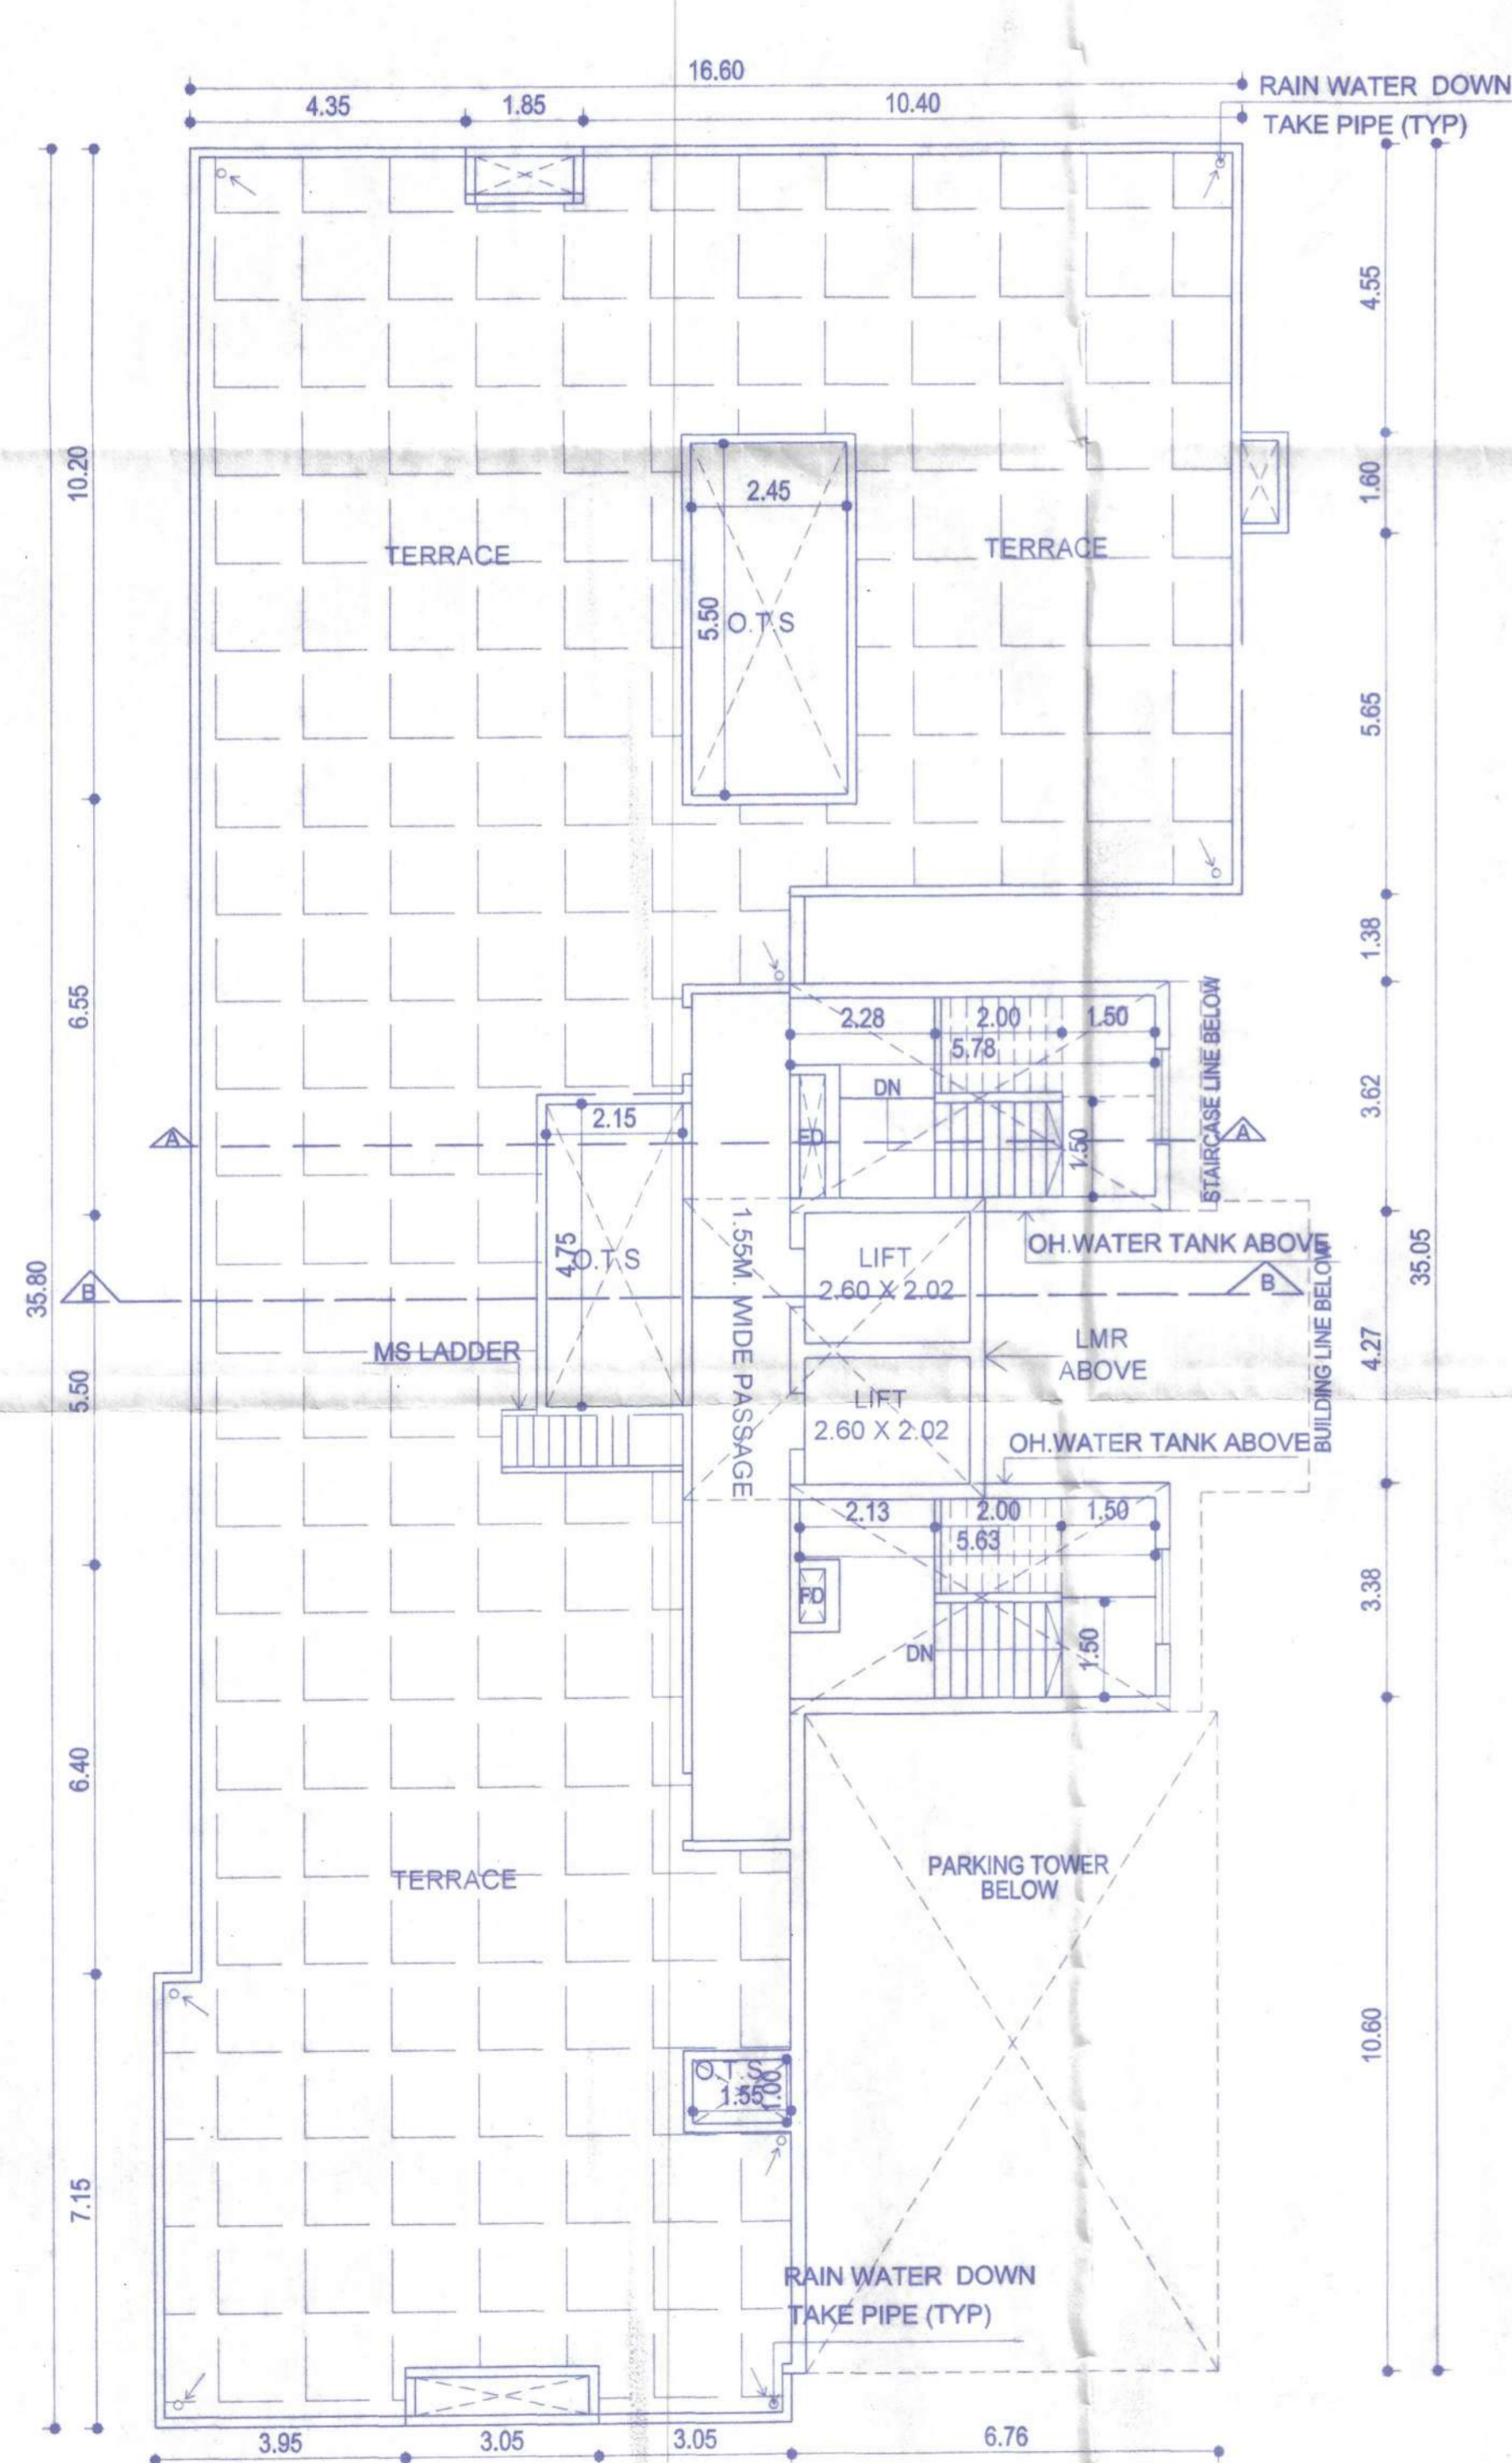 16.60
RAIN WATER DOWN
4.35
1.85
10.40
TAKE PIPE (TYP)
4.55
10.20
2.45
1.60
TERRACE
TERRACE
5.50
O.T.S
5.65
1.38
6.55
STAIRCASE LINE BELOW
2.28
2.00
1.50
5.78
DN
3.62
2.15
A
ED
1.50
A
1.55M. WIDE PASSAGE
4.75
O.T.S
LIFT
2.60 X 2.02
OH.WATER TANK ABOVE
35.05
35.80
B
B
BUILDING LINE BELOW
MS LADDER
LMR
ABOVE
4.27
5.50
LIFT
2.60 X 2.02
OH.WATER TANK ABOVE
2.13
2.00
1.50
5.63
3.38
FD
DN
1.50
6.40
PARKING TOWER
BELOW
TERRACE
10.60
O.T.S
1.55
1.00
7.15
RAIN WATER DOWN
TAKE PIPE (TYP)
3.95
3.05
3.05
6.76